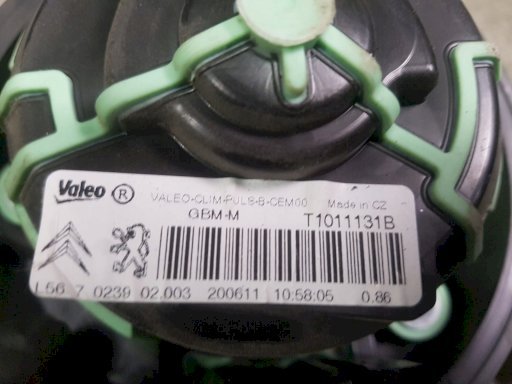 Valeo ® VALEO-CLIM-PULS-B-CEM00 Made in CZ
GBM-M T1011131B
L56 7 0239 02.003 200611 10:58:05 0.86